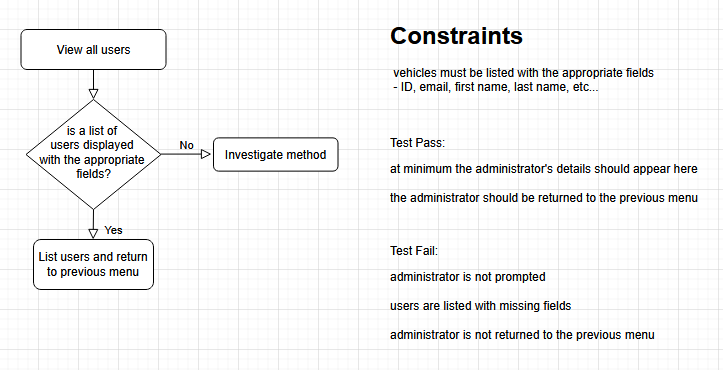 View all users
is a list of
users displayed
with the appropriate
fields?
No
Investigate method
Yes
List users and return
to previous menu
Constraints
vehicles must be listed with the appropriate fields
- ID, email, first name, last name, etc...
Test Pass:
at minimum the administrator's details should appear here
the administrator should be returned to the previous menu
Test Fail:
administrator is not prompted
users are listed with missing fields
administrator is not returned to the previous menu